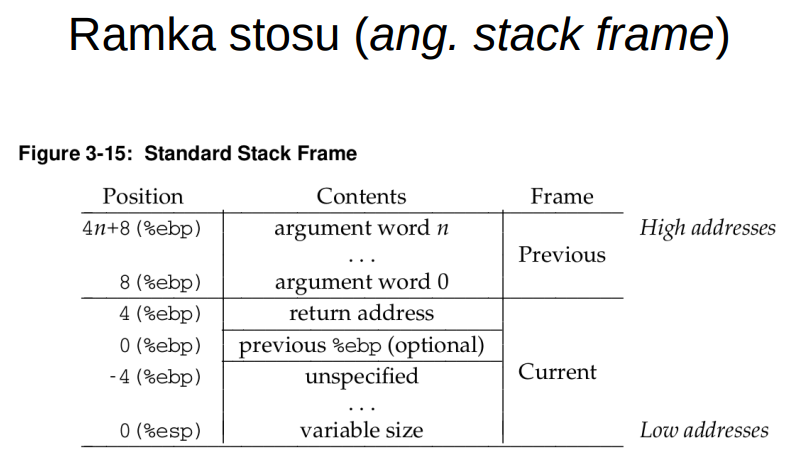 Ramka stosu (ang. stack frame)
Figure 3-15: Standard Stack Frame
Position Contents Frame
4n+8 (%ebp) argument word n High addresses
. . .
Previous
8 (%ebp) argument word 0
4 (%ebp) return address
0 (%ebp) previous %ebp (optional)
-4 (%ebp) unspecified Current
. . .
0 (%esp) variable size Low addresses